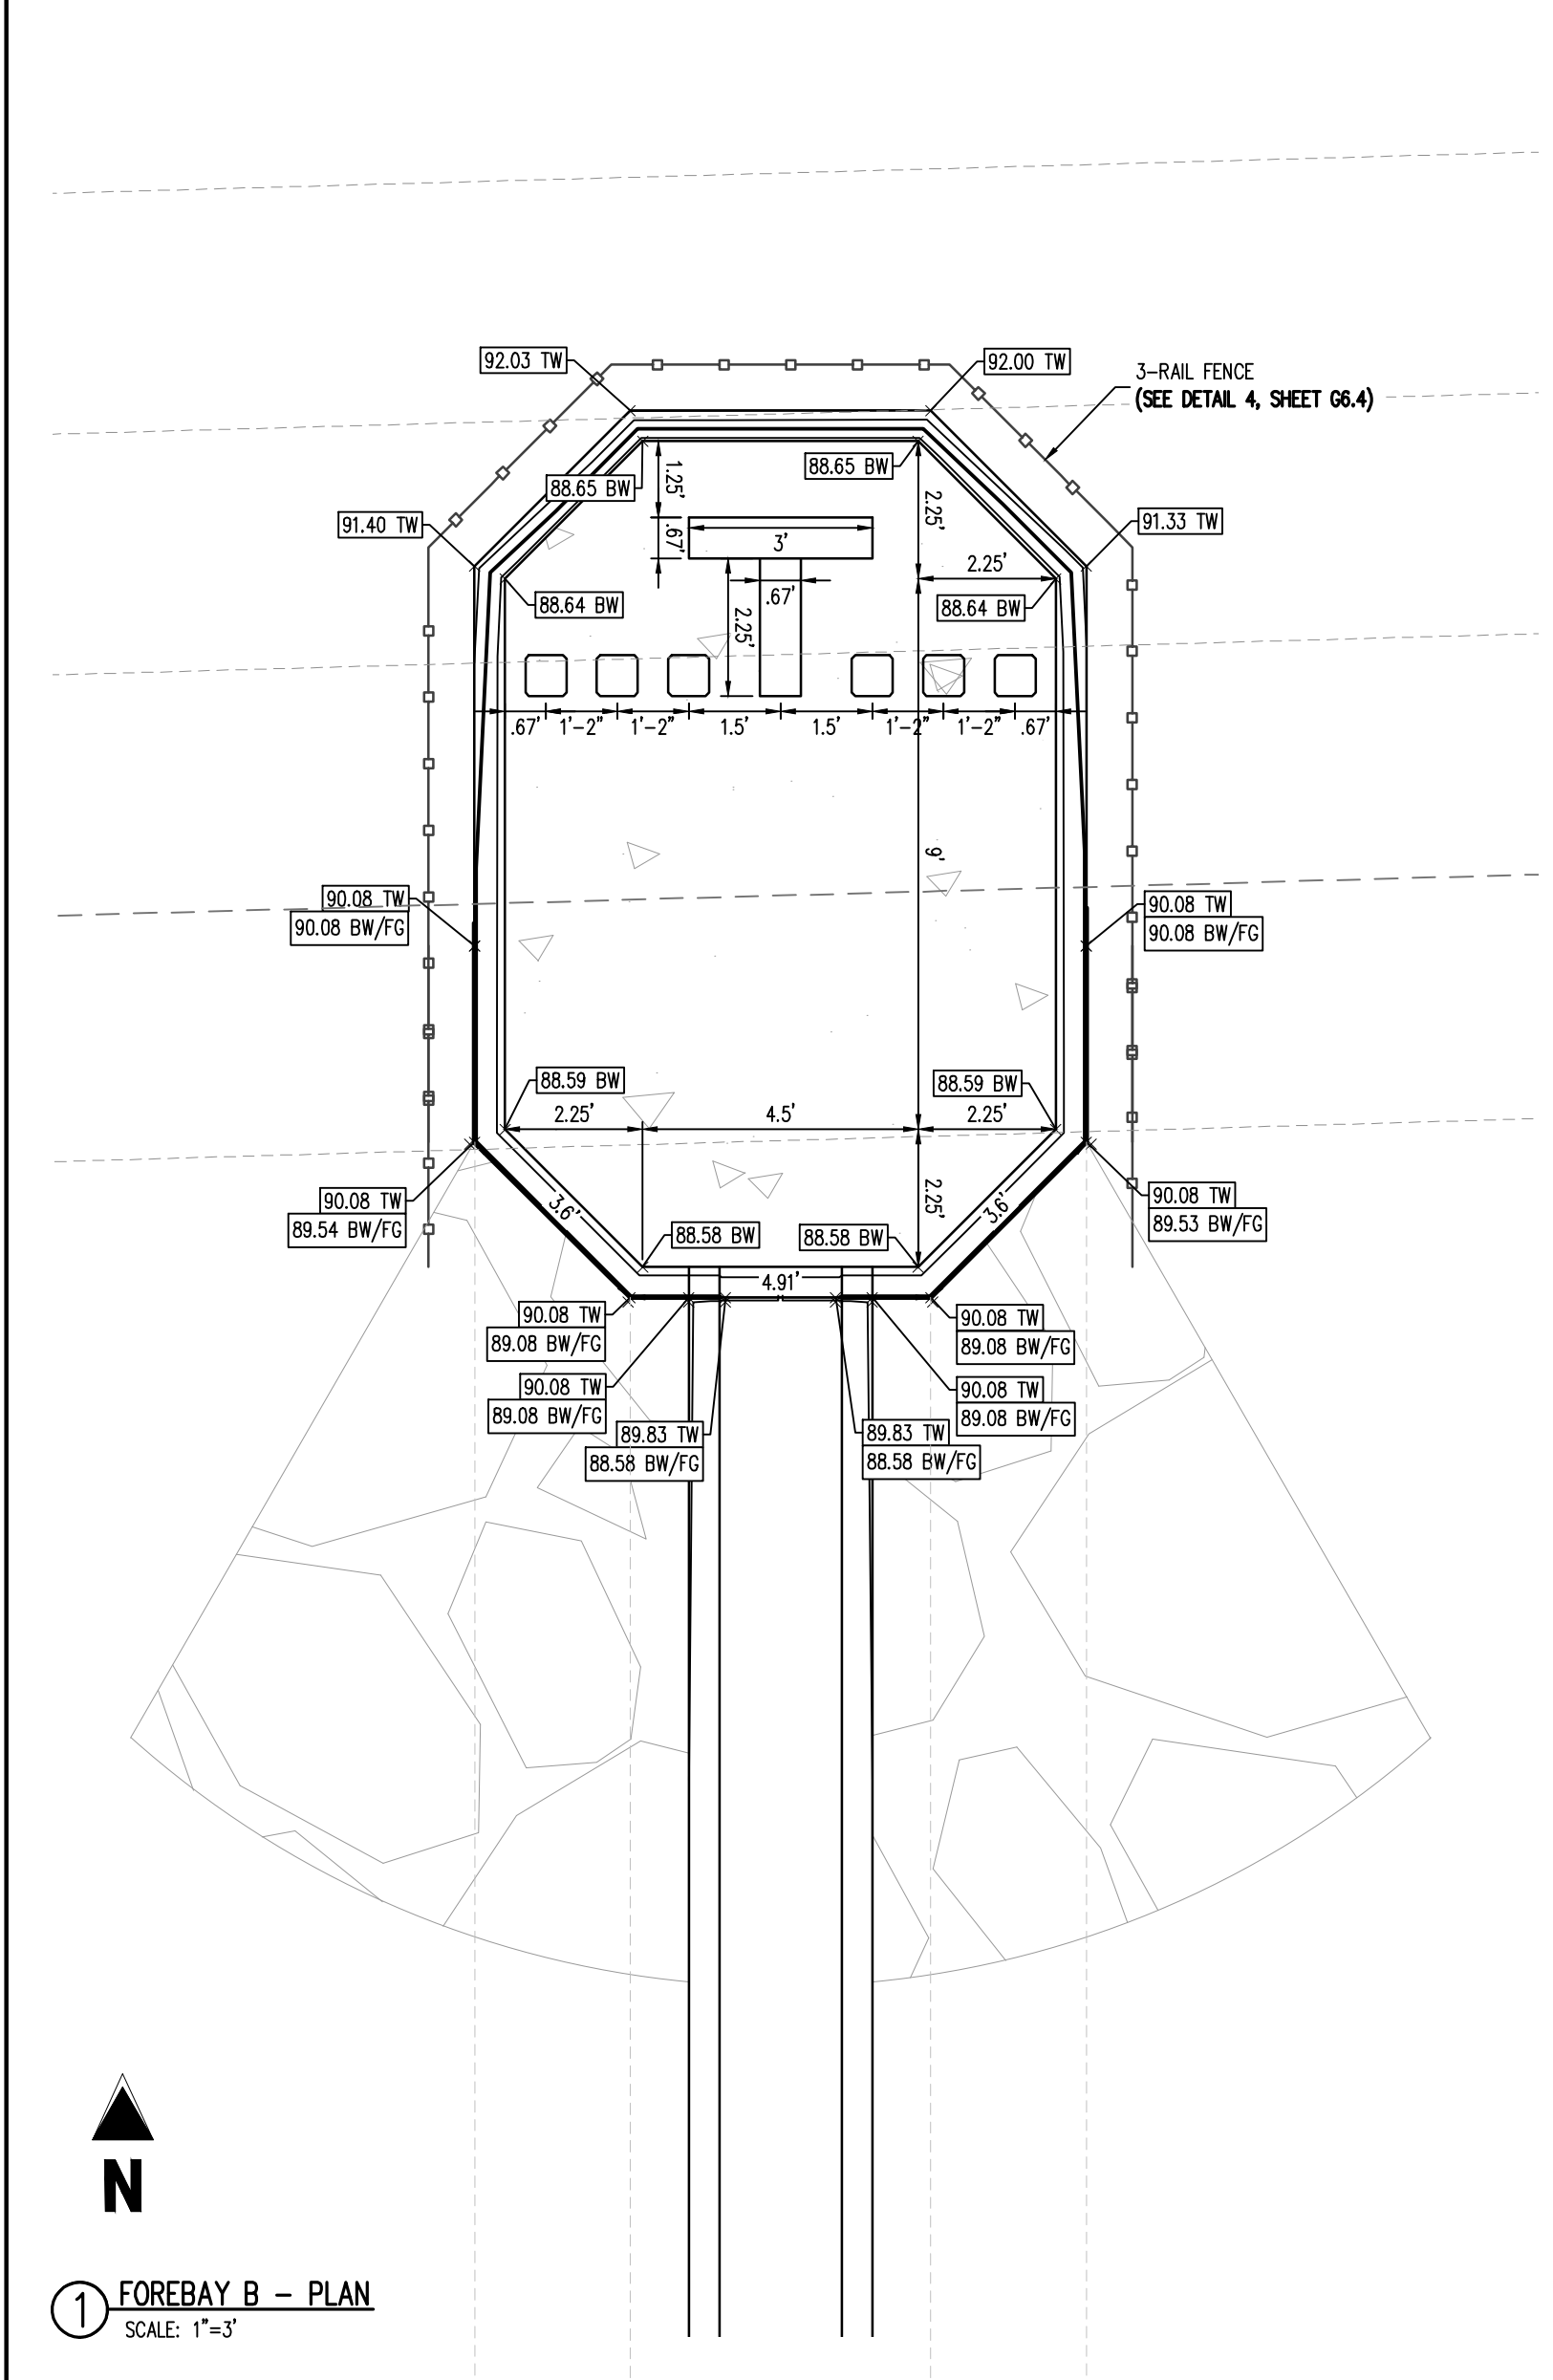 92.03 TW
92.00 TW
3-RAIL FENCE
(SEE DETAIL 4, SHEET G6.4)
88.65 BW
88.65 BW
1.25'
2.25'
91.40 TW
91.33 TW
.67'
3'
2.25'
88.64 BW
88.64 BW
.67'
2.25'
.67'
1'-2"
1'-2"
1.5'
1.5'
1'-2"
1'-2"
.67'
9'
90.08 TW
90.08 BW/FG
90.08 TW
90.08 BW/FG
88.59 BW
88.59 BW
2.25'
4.5'
2.25'
90.08 TW
89.54 BW/FG
3.6'
3.6'
2.25'
90.08 TW
89.53 BW/FG
88.58 BW
88.58 BW
4.91'
90.08 TW
89.08 BW/FG
90.08 TW
89.08 BW/FG
90.08 TW
89.08 BW/FG
90.08 TW
89.08 BW/FG
89.83 TW
88.58 BW/FG
89.83 TW
88.58 BW/FG
N
1
FOREBAY B - PLAN
SCALE: 1"=3'